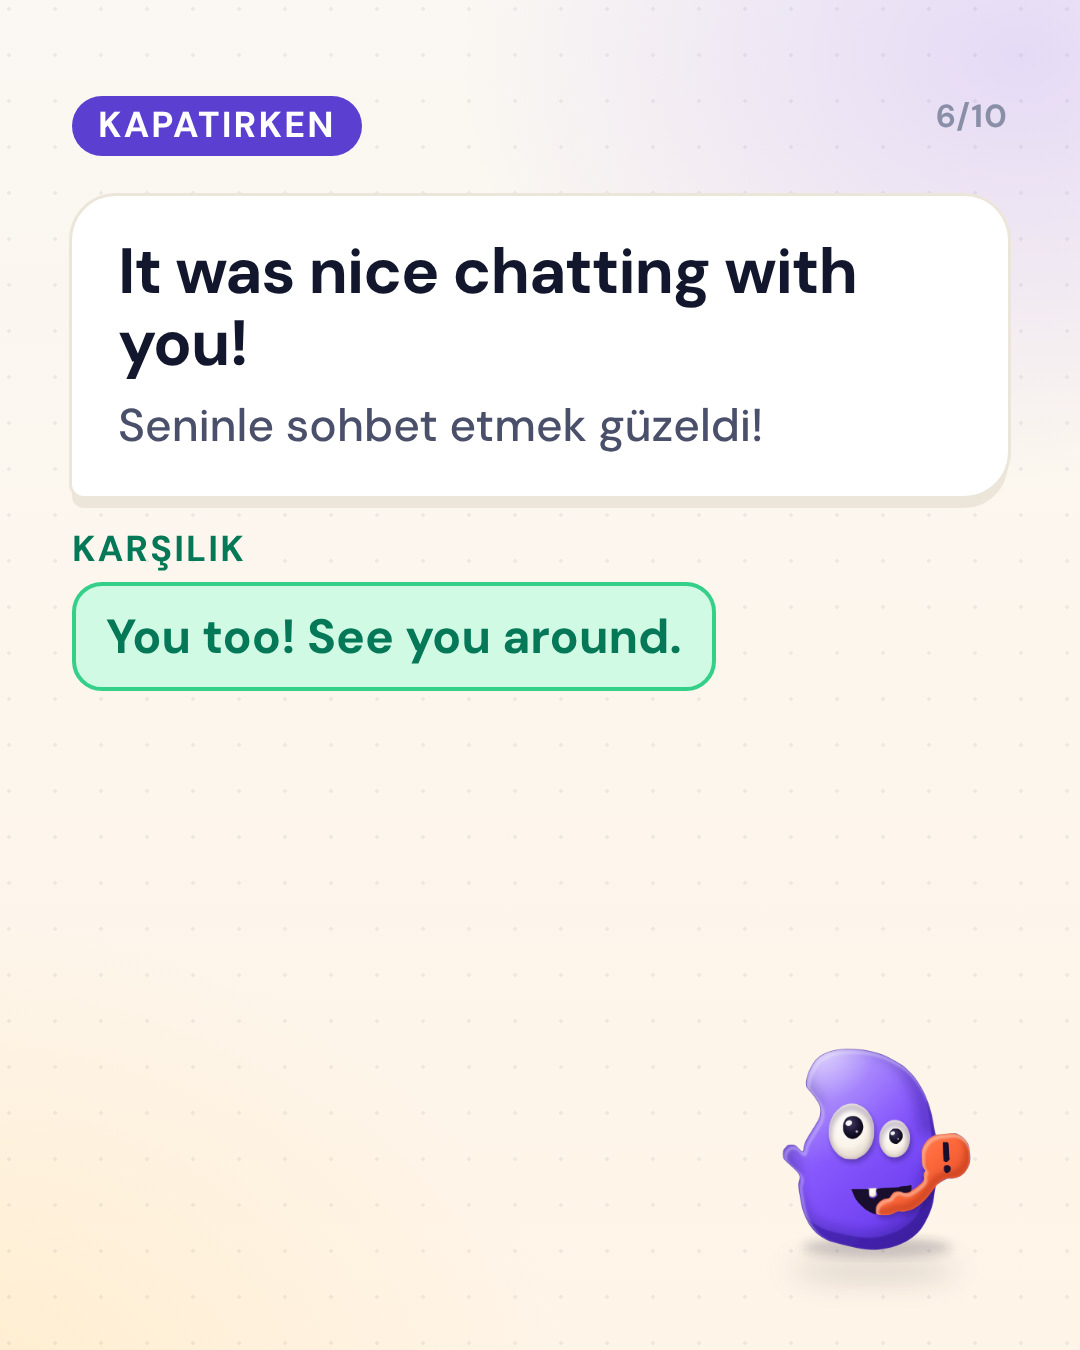 KAPATIRKEN
6/10
It was nice chatting with
you!
Seninle sohbet etmek güzeldi!
KARŞILIK
You too! See you around.
!